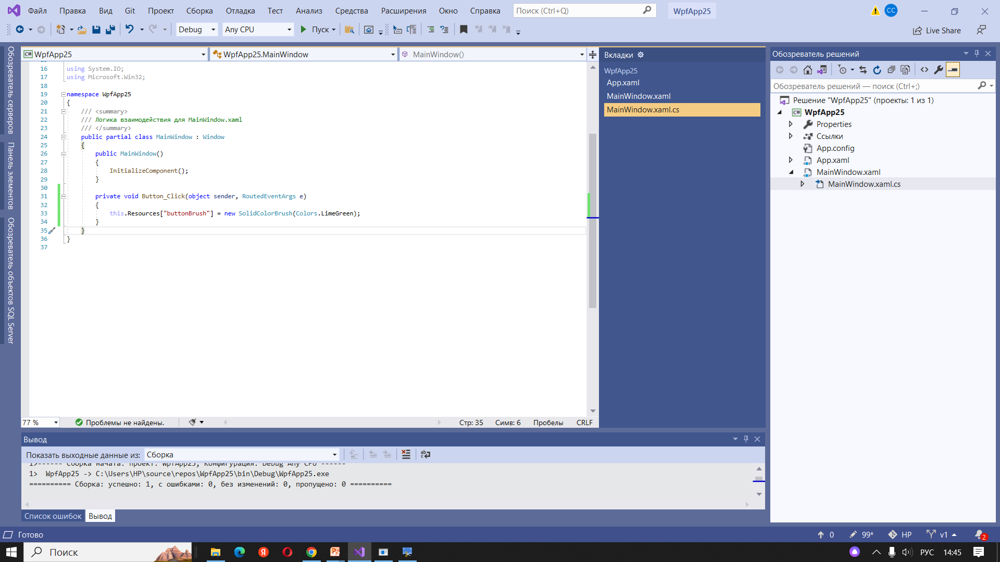 Файл Правка Вид Git Проект Сборка Отладка Тест Анализ Средства Расширения Окно Справка Поиск (Ctrl+Q) WpfApp25 CC
Debug Any CPU Пуск Live Share
Обозреватель серверов
Панель элементов
Обозреватель объектов SQL Server
WpfApp25 WpfApp25.MainWindow MainWindow()
16 using System.IO;
17 using Microsoft.Win32;
18
19 namespace WpfApp25
20 {
21 /// <summary>
22 /// Логика взаимодействия для MainWindow.xaml
23 /// </summary>
24 public partial class MainWindow : Window
25 {
26 public MainWindow()
27 {
28 InitializeComponent();
29 }
30
31 private void Button_Click(object sender, RoutedEventArgs e)
32 {
33 this.Resources["buttonBrush"] = new SolidColorBrush(Colors.LimeGreen);
34 }
35 }
36 }
37
77 % Проблемы не найдены. Стр: 35 Симв: 6 Пробелы CRLF
Вкладки
WpfApp25
App.xaml
MainWindow.xaml
MainWindow.xaml.cs
Обозреватель решений
Обозреватель решений — поиск (Ctrl+;)
Решение "WpfApp25" (проекты: 1 из 1)
WpfApp25
Properties
Ссылки
App.config
App.xaml
MainWindow.xaml
MainWindow.xaml.cs
Вывод
Показать выходные данные из: Сборка
1>------ Сборка начата: проект: WpfApp25, Конфигурация: Debug Any CPU ------
1> WpfApp25 -> C:\Users\HP\source\repos\WpfApp25\bin\Debug\WpfApp25.exe
========== Сборка: успешно: 1, с ошибками: 0, без изменений: 0, пропущено: 0 ==========
Список ошибок Вывод
Готово 0 99* HP v1 2
Поиск РУС 14:45